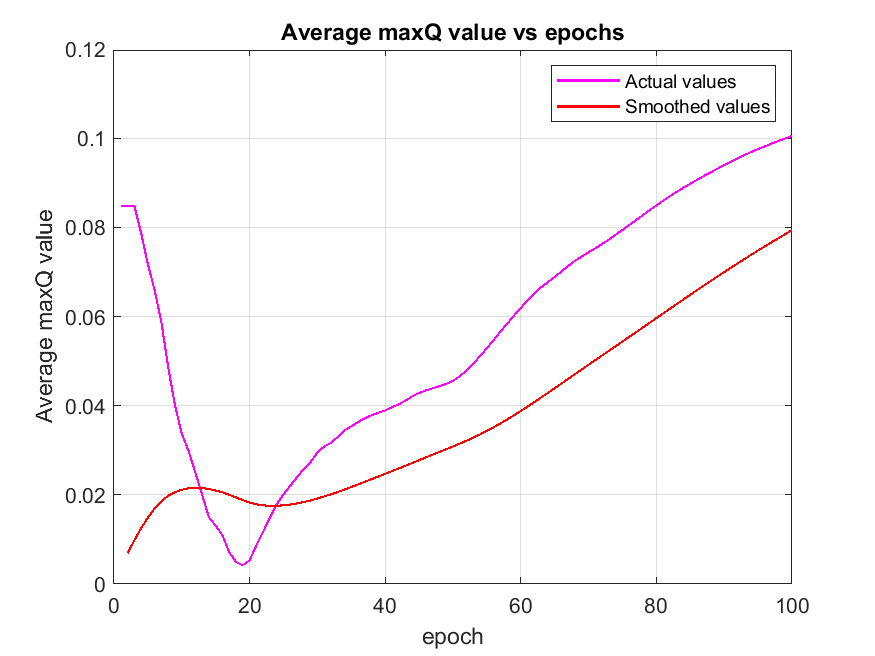 Average maxQ value vs epochs
Actual values
Smoothed values
Average maxQ value
0.12
0.1
0.08
0.06
0.04
0.02
0
0 20 40 60 80 100
epoch